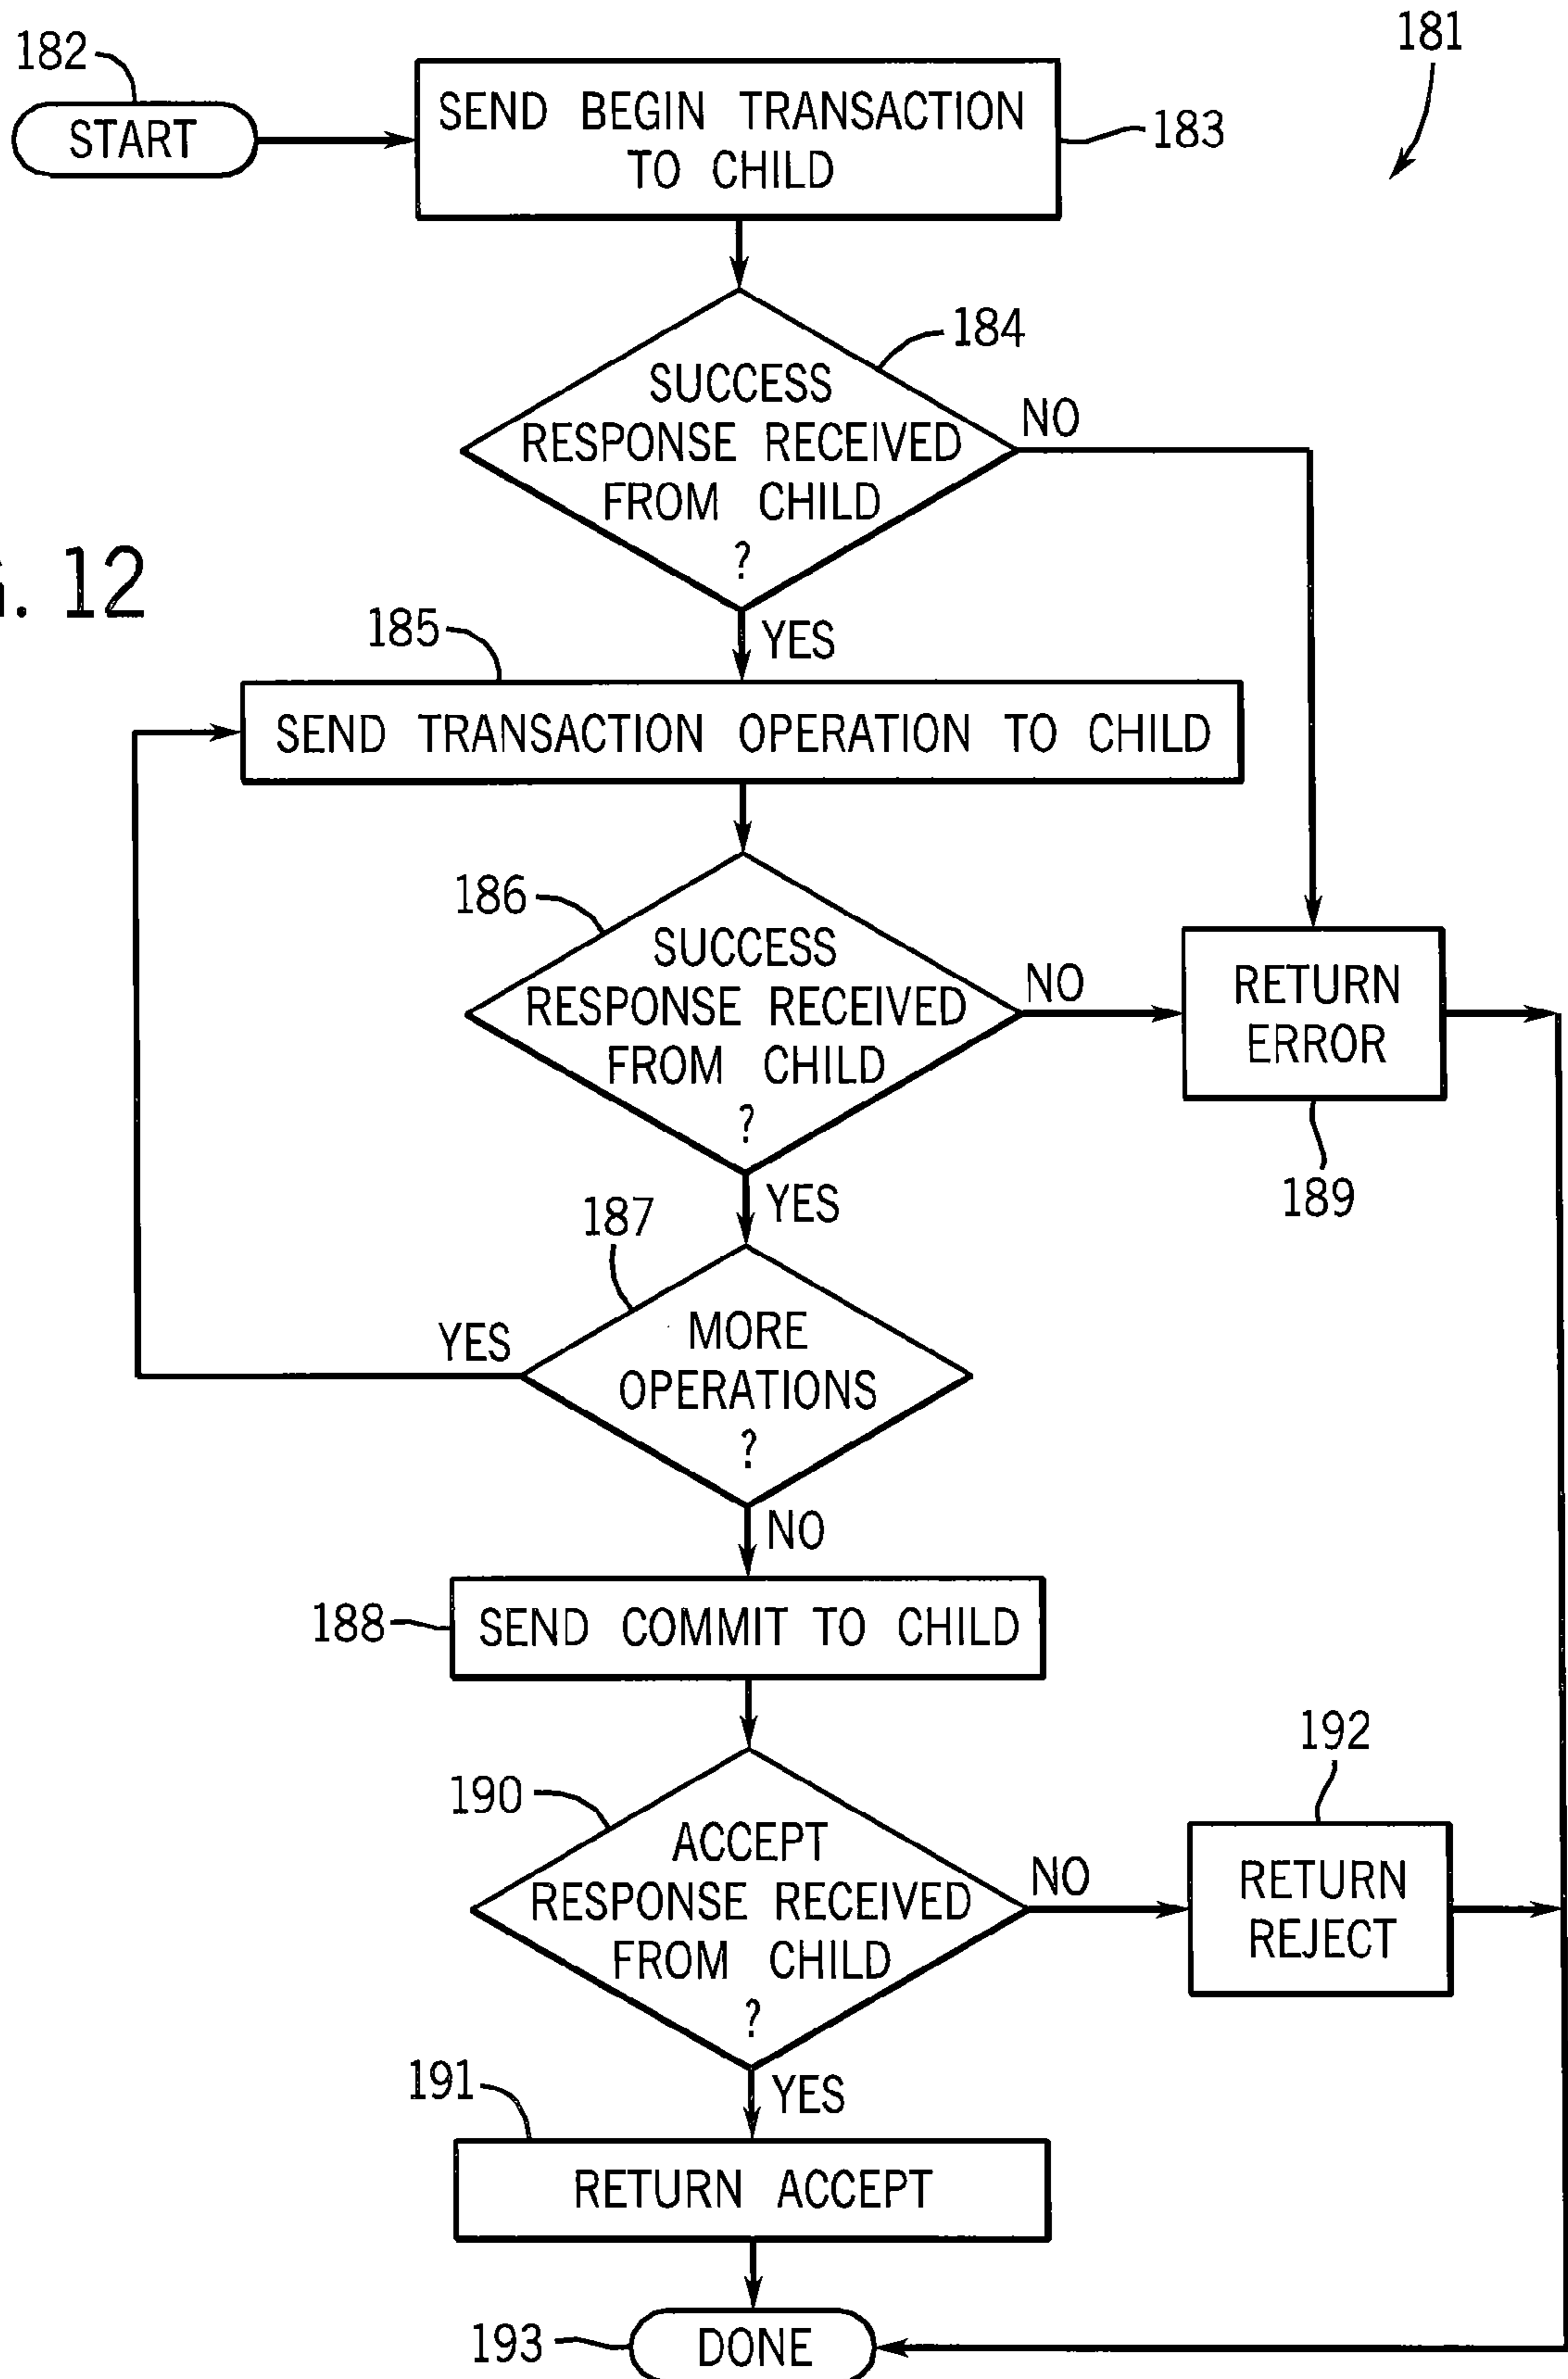 181
182
START
SEND BEGIN TRANSACTION
TO CHILD
183
184
SUCCESS
RESPONSE RECEIVED
FROM CHILD
?
NO
YES
. 12
185
SEND TRANSACTION OPERATION TO CHILD
186
SUCCESS
RESPONSE RECEIVED
FROM CHILD
?
NO
RETURN
ERROR
189
YES
187
MORE
OPERATIONS
?
YES
NO
188
SEND COMMIT TO CHILD
190
ACCEPT
RESPONSE RECEIVED
FROM CHILD
?
NO
192
RETURN
REJECT
YES
191
RETURN ACCEPT
193
DONE